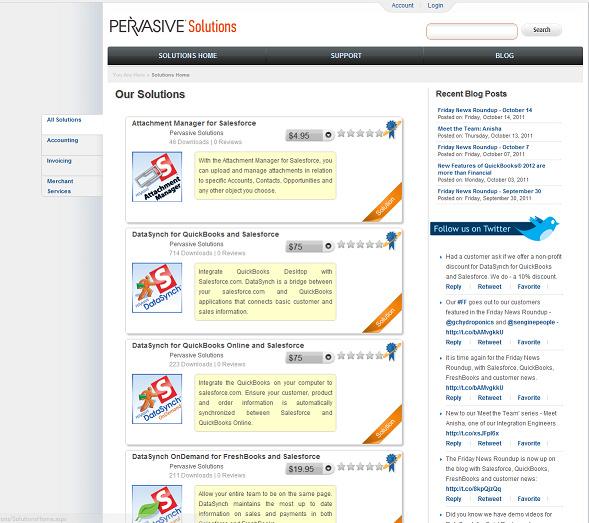 Account Login
PERVASIVE Solutions
Search
SOLUTIONS HOME SUPPORT BLOG
You Are Here » Solutions Home
All Solutions
Accounting
Invoicing
Merchant
Services
Our Solutions
Attachment Manager for Salesforce
Pervasive Solutions
46 Downloads | 0 Reviews
$4.95
Attachment
Manager
With the Attachment Manager for Salesforce, you
can upload and manage attachments in relation
to specific Accounts, Contacts, Opportunities and
any other object you choose.
Solution
DataSynch for QuickBooks and Salesforce
Pervasive Solutions
714 Downloads | 0 Reviews
$75
DataSynch
Integrate QuickBooks Desktop with
Salesforce.com. DataSynch is a bridge between
your salesforce.com and QuickBooks
applications that connects basic customer and
sales information.
Solution
DataSynch for QuickBooks Online and Salesforce
Pervasive Solutions
223 Downloads | 0 Reviews
$75
DataSynch
OnDemand
Integrate the QuickBooks on your computer to
salesforce.com. Ensure your customer, product
and order information is automatically
synchronized between Salesforce and
QuickBooks Online.
Solution
DataSynch OnDemand for FreshBooks and Salesforce
Pervasive Solutions
211 Downloads | 0 Reviews
$19.95
DataSynch
Allow your entire team to be on the same page.
DataSynch maintains the most up to date
information on sales and payments in both
Recent Blog Posts
Friday News Roundup - October 14
Posted on: Friday, October 14, 2011
Meet the Team: Anisha
Posted on: Thursday, October 13, 2011
Friday News Roundup - October 7
Posted on: Friday, October 07, 2011
New Features of QuickBooks® 2012 are
more than Financial
Posted on: Monday, October 03, 2011
Friday News Roundup - September 30
Posted on: Friday, September 30, 2011
Follow us on Twitter
Had a customer ask if we offer a non-profit
discount for DataSynch for QuickBooks
and Salesforce. We do - a 10% discount.
Reply Retweet Favorite
Our #FF goes out to our customers
featured in the Friday News Roundup -
@gchydroponics and @senginepeople -
http://t.co/bAMvgkkU
Reply Retweet Favorite
It is time again for the Friday News
Roundup, with Salesforce, QuickBooks,
FreshBooks and customer news.
http://t.co/bAMvgkkU
Reply Retweet Favorite
New to our 'Meet the Team' series - Meet
Anisha, one of our Integration Engineers.
http://t.co/xsJFpl6x
Reply Retweet Favorite
The Friday News Roundup is now up on
the blog with Salesforce, QuickBooks,
FreshBooks and customer news:
http://t.co/8kpQjzQq
Reply Retweet Favorite
Did you know we have demo videos for